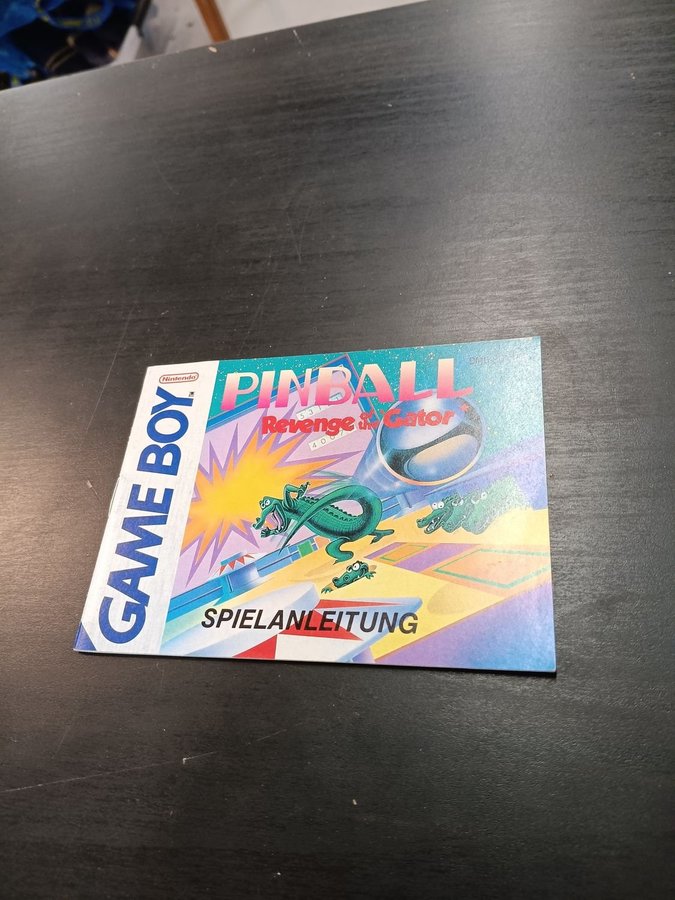 Nintendo
GAME BOY
PINBALL
Revenge of the Gator
SPIELANLEITUNG